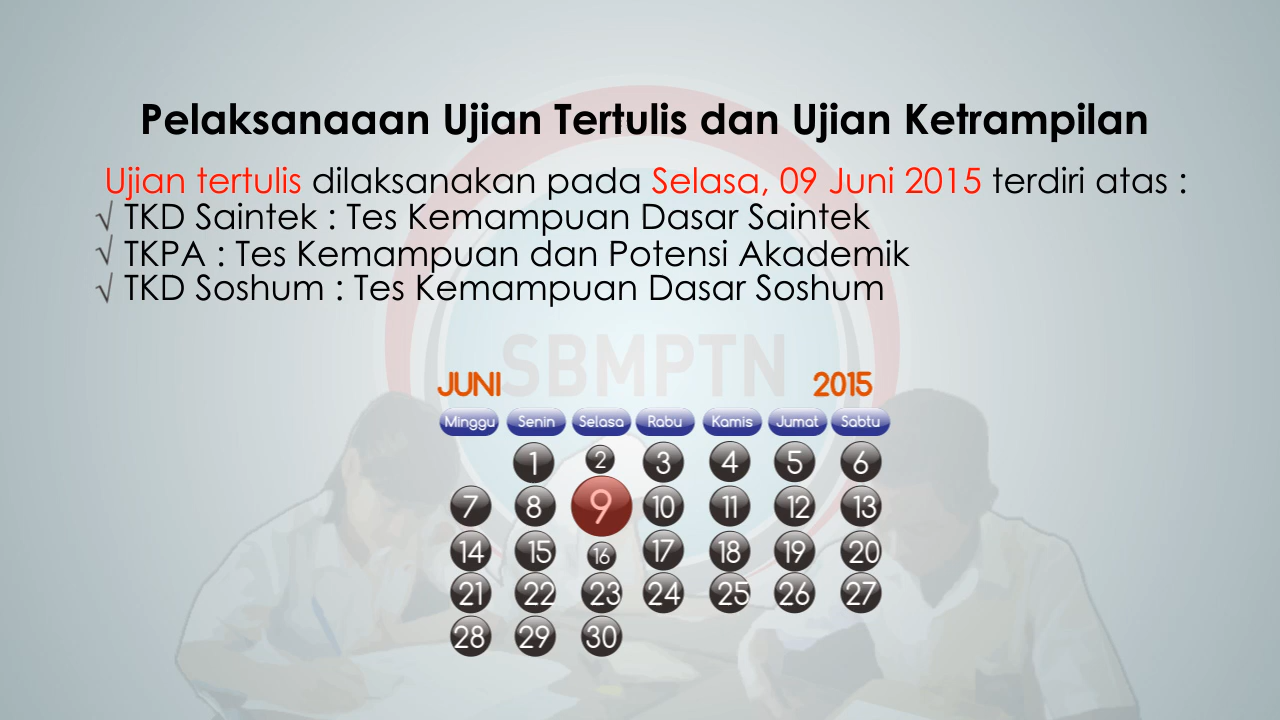 Pelaksanaaan Ujian Tertulis dan Ujian Ketrampilan
Ujian tertulis dilaksanakan pada Selasa, 09 Juni 2015 terdiri atas :
√ TKD Saintek : Tes Kemampuan Dasar Saintek
√ TKPA : Tes Kemampuan dan Potensi Akademik
√ TKD Soshum : Tes Kemampuan Dasar Soshum
SBMPTN
JUNI 2015
Minggu Senin Selasa Rabu Kamis Jumat Sabtu
1 2 3 4 5 6
7 8 9 10 11 12 13
14 15 16 17 18 19 20
21 22 23 24 25 26 27
28 29 30